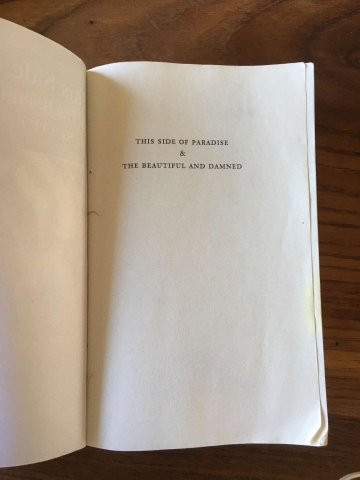 THIS SIDE OF PARADISE
&
THE BEAUTIFUL AND DAMNED